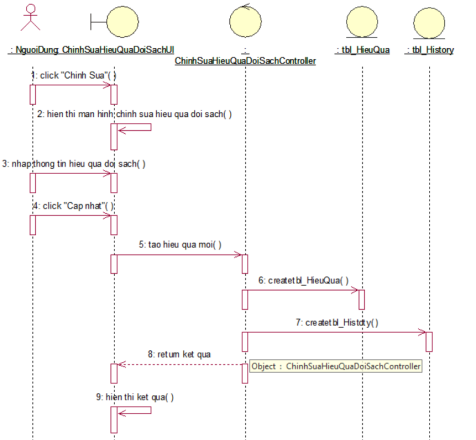 : NguoiDung
: ChinhSuaHieuQuaDoiSachUI
:
ChinhSuaHieuQuaDoiSachController
: tbl_HieuQua
: tbl_History
1: click "Chinh Sua"( )
2: hien thi man hinh chinh sua hieu qua doi sach( )
3: nhap thong tin hieu qua doi sach( )
4: click "Cap nhat"( )
5: tao hieu qua moi( )
6: createtbl_HieuQua( )
7: createtbl_Histoty( )
8: return ket qua
Object : ChinhSuaHieuQuaDoiSachController
9: hien thi ket qua( )